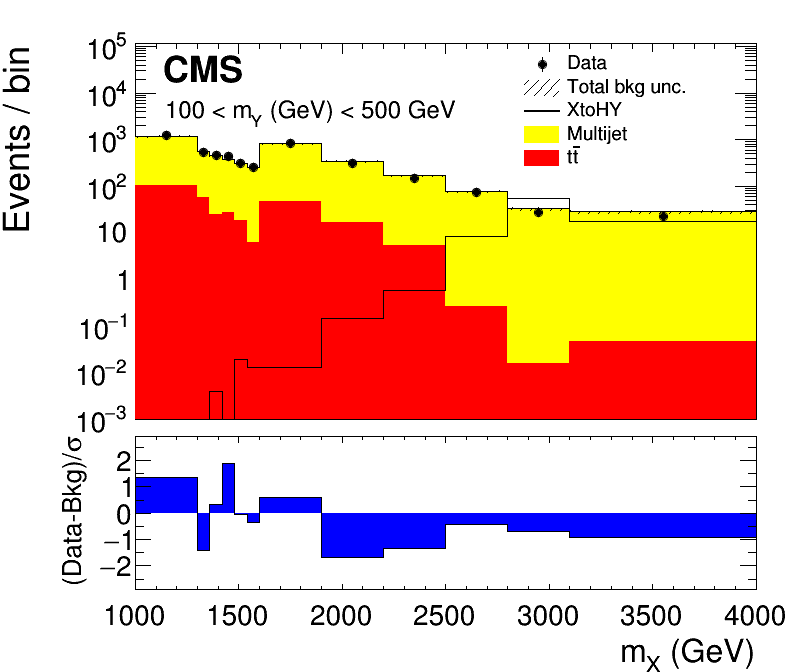 Events / bin
10^5
10^4
10^3
10^2
10
1
10^−1
10^−2
10^−3
CMS
100 < m_Y (GeV) < 500 GeV
Data
Total bkg unc.
XtoHY
Multijet
tt̄
(Data-Bkg)/σ
2
1
0
−1
−2
1000 1500 2000 2500 3000 3500 4000
m_X (GeV)